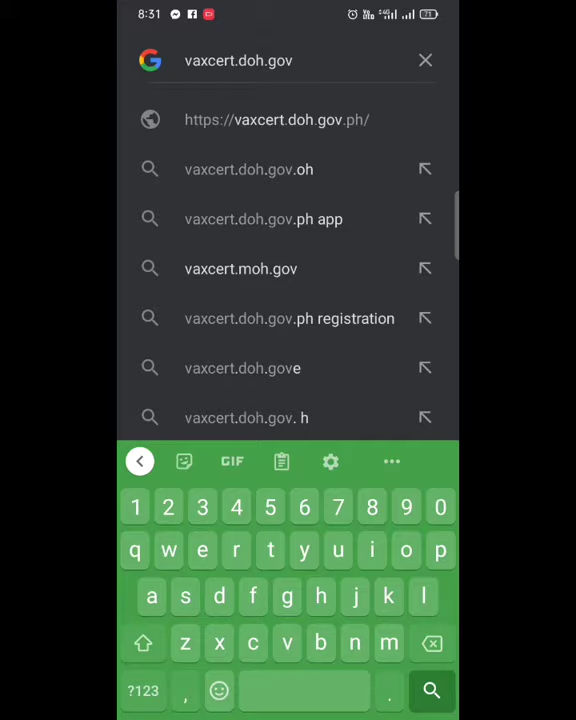 8:31 71
vaxcert.doh.gov
https://vaxcert.doh.gov.ph/
vaxcert.doh.gov.oh
vaxcert.doh.gov.ph app
vaxcert.moh.gov
vaxcert.doh.gov.ph registration
vaxcert.doh.gove
vaxcert.doh.gov. h
GIF
1 2 3 4 5 6 7 8 9 0
q w e r t y u i o p
a s d f g h j k l
z x c v b n m
?123 , .